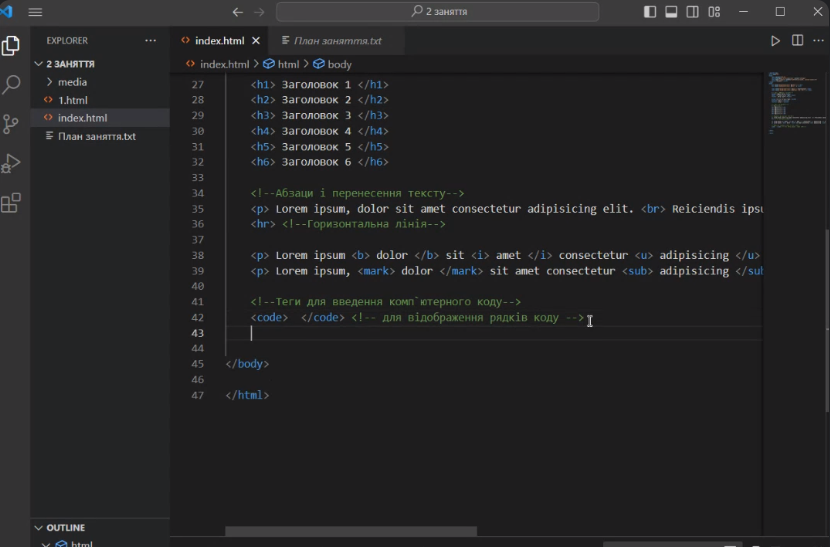 2 заняття
EXPLORER
2 ЗАНЯТТЯ
media
1.html
index.html
План заняття.txt
index.html
План заняття.txt
index.html > html > body
27 <h1> Заголовок 1 </h1>
28 <h2> Заголовок 2 </h2>
29 <h3> Заголовок 3 </h3>
30 <h4> Заголовок 4 </h4>
31 <h5> Заголовок 5 </h5>
32 <h6> Заголовок 6 </h6>
33
34 <!--Абзаци і перенесення тексту-->
35 <p> Lorem ipsum, dolor sit amet consectetur adipisicing elit. <br> Reiciendis ipsu
36 <hr> <!--Горизонтальна лінія-->
37
38 <p> Lorem ipsum <b> dolor </b> sit <i> amet </i> consectetur <u> adipisicing </u>
39 <p> Lorem ipsum, <mark> dolor </mark> sit amet consectetur <sub> adipisicing </sub
40
41 <!--Теги для введення комп`ютерного коду-->
42 <code>  </code> <!-- для відображення рядків коду -->
43
44
45 </body>
46
47 </html>
OUTLINE
html